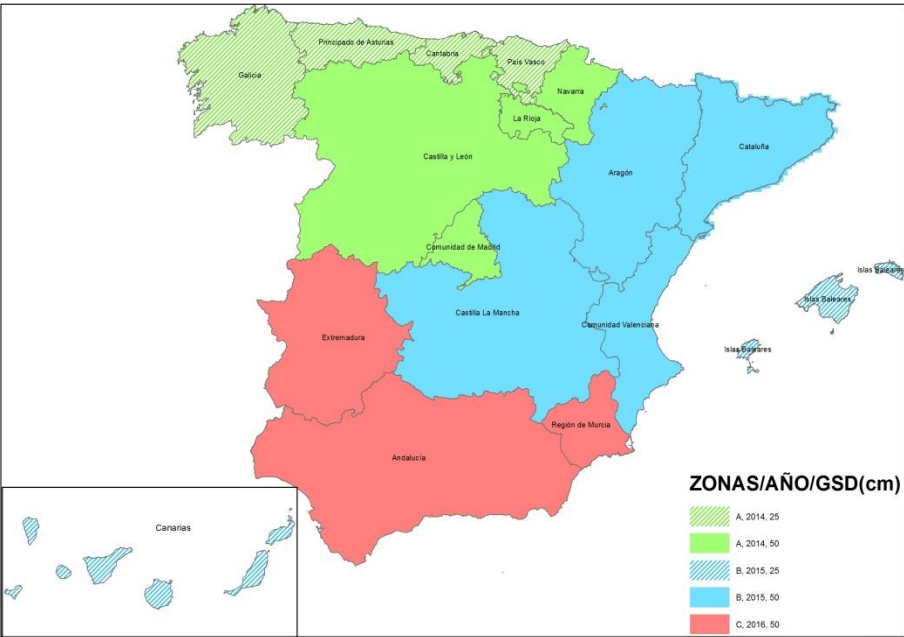 Principado de Asturias
Cantabria
País Vasco
Galicia
Navarra
La Rioja
Cataluña
Castilla y León
Aragón
Comunidad de Madrid
Islas Baleares
Islas Baleares
Castilla La Mancha
Comunidad Valenciana
Extremadura
Islas Baleares
Región de Murcia
Andalucía
ZONAS/AÑO/GSD(cm)
A, 2014, 25
A, 2014, 50
B, 2015, 25
B, 2015, 50
C, 2016, 50
Canarias